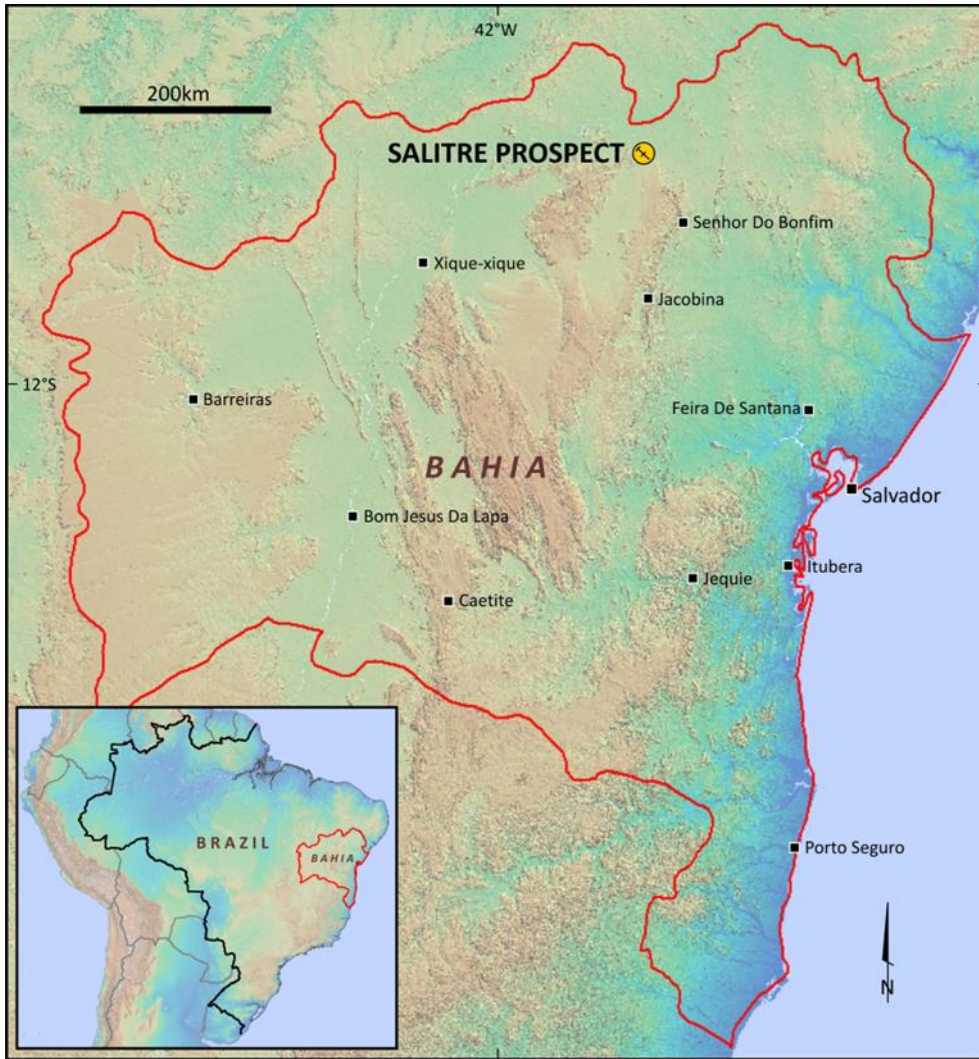 42°W
200km
SALITRE PROSPECT
Senhor Do Bonfim
Xique-xique
Jacobina
12°S
Barreiras
Feira De Santana
BAHIA
Salvador
Bom Jesus Da Lapa
Itubera
Jequie
Caetite
BRAZIL
BAHIA
Porto Seguro
N